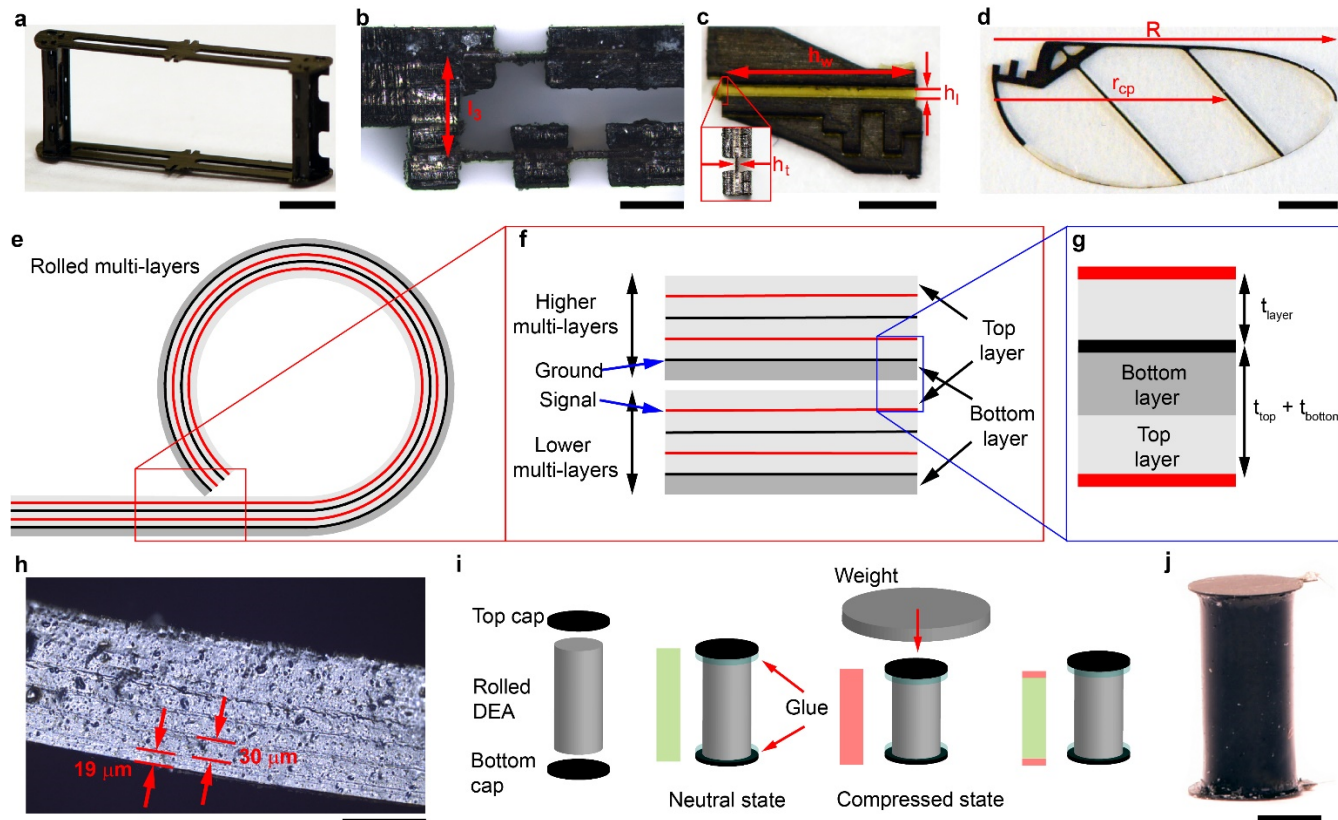 a
b
l3
c
hw
hl
ht
d
R
rcp
e
Rolled multi-layers
f
Higher
multi-layers
Ground
Signal
Lower
multi-layers
Top
layer
Bottom
layer
g
tlayer
Bottom
layer
ttop + tbottom
Top
layer
h
19 μm
30 μm
i
Top cap
Rolled
DEA
Bottom
cap
Weight
Glue
Neutral state
Compressed state
j